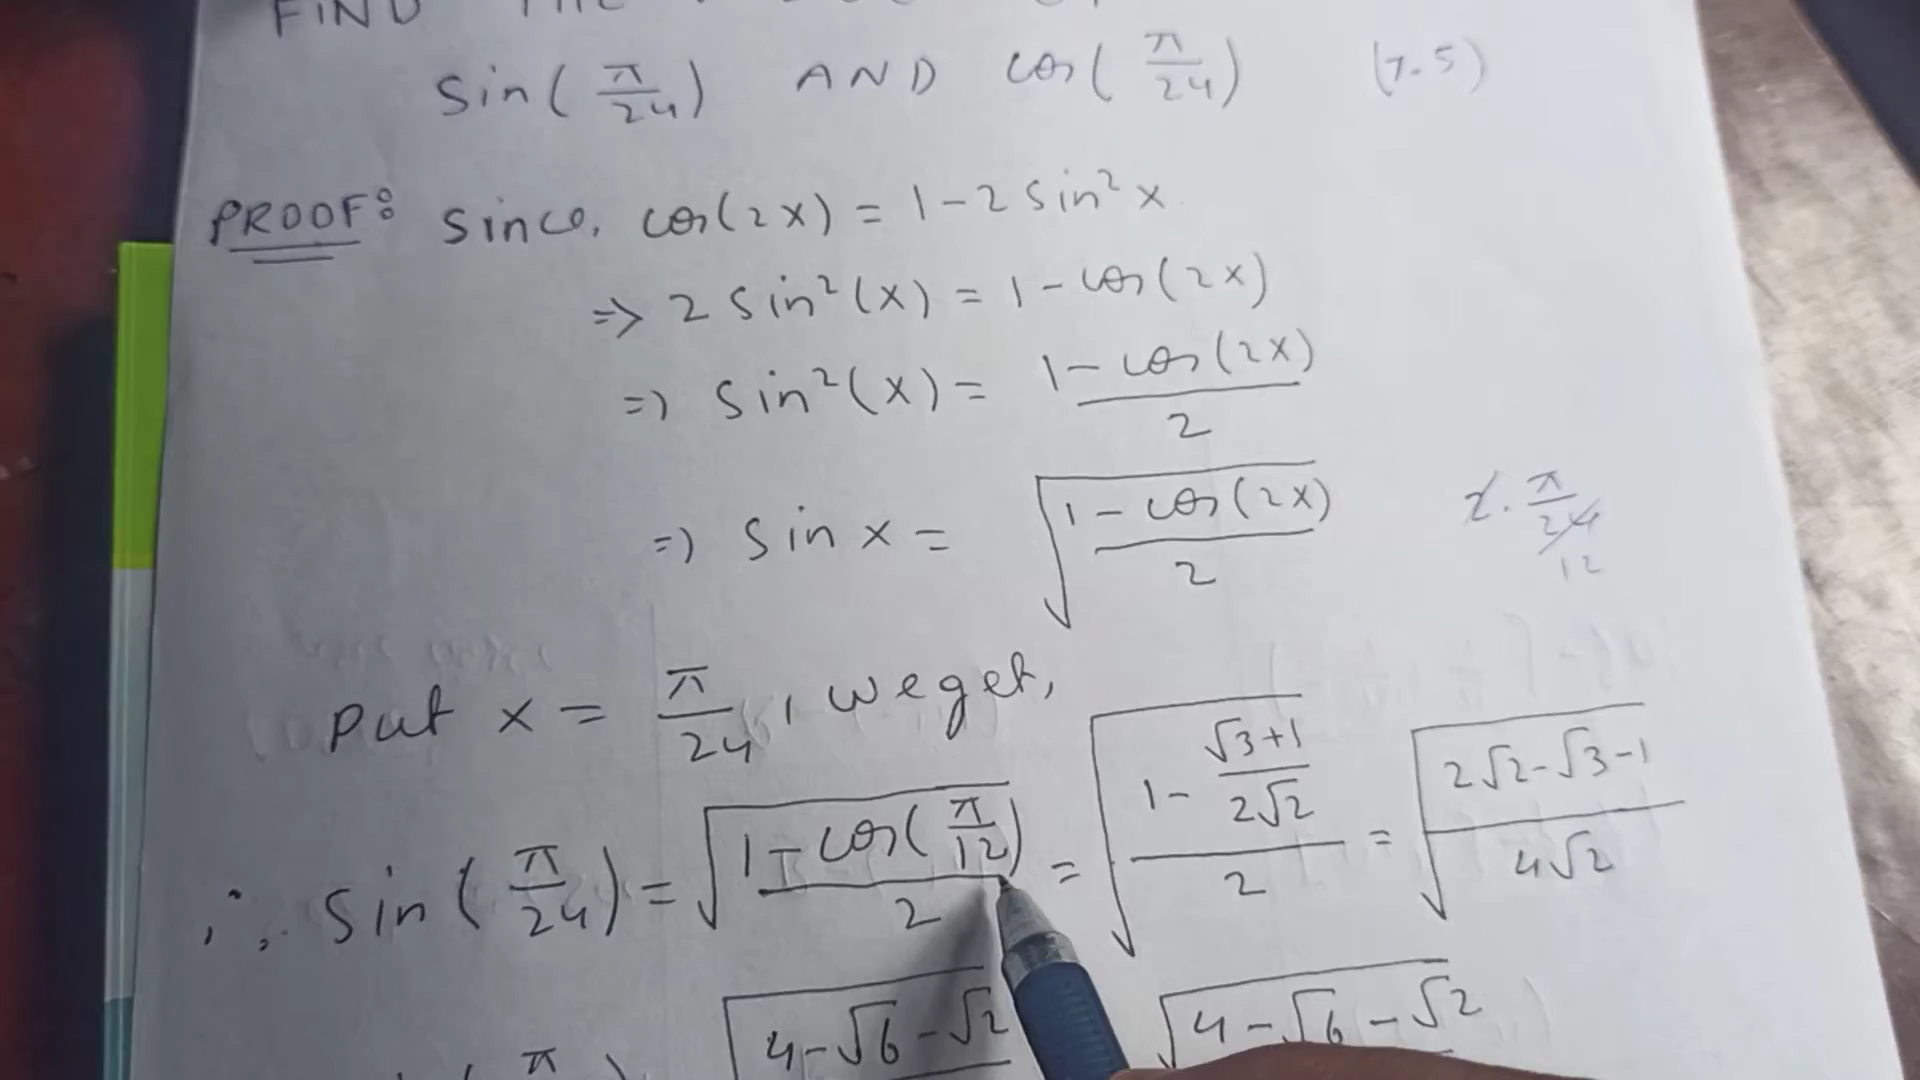 FIND THE
sin(π/24) AND cos(π/24) (7.5)
PROOF: Since, cos(2x) = 1-2 sin²x
=> 2 sin²(x) = 1-cos(2x)
=> sin²(x) = (1-cos(2x))/2
=> sin x = √((1-cos(2x))/2)
2.π/24 12
Put x = π/24, we get,
∴ sin(π/24) = √((1-cos(π/12))/2) = √((1-(√3+1)/(2√2))/2) = √((2√2-√3-1)/(4√2))
π √(4-√6-√2 √(4-√6-√2